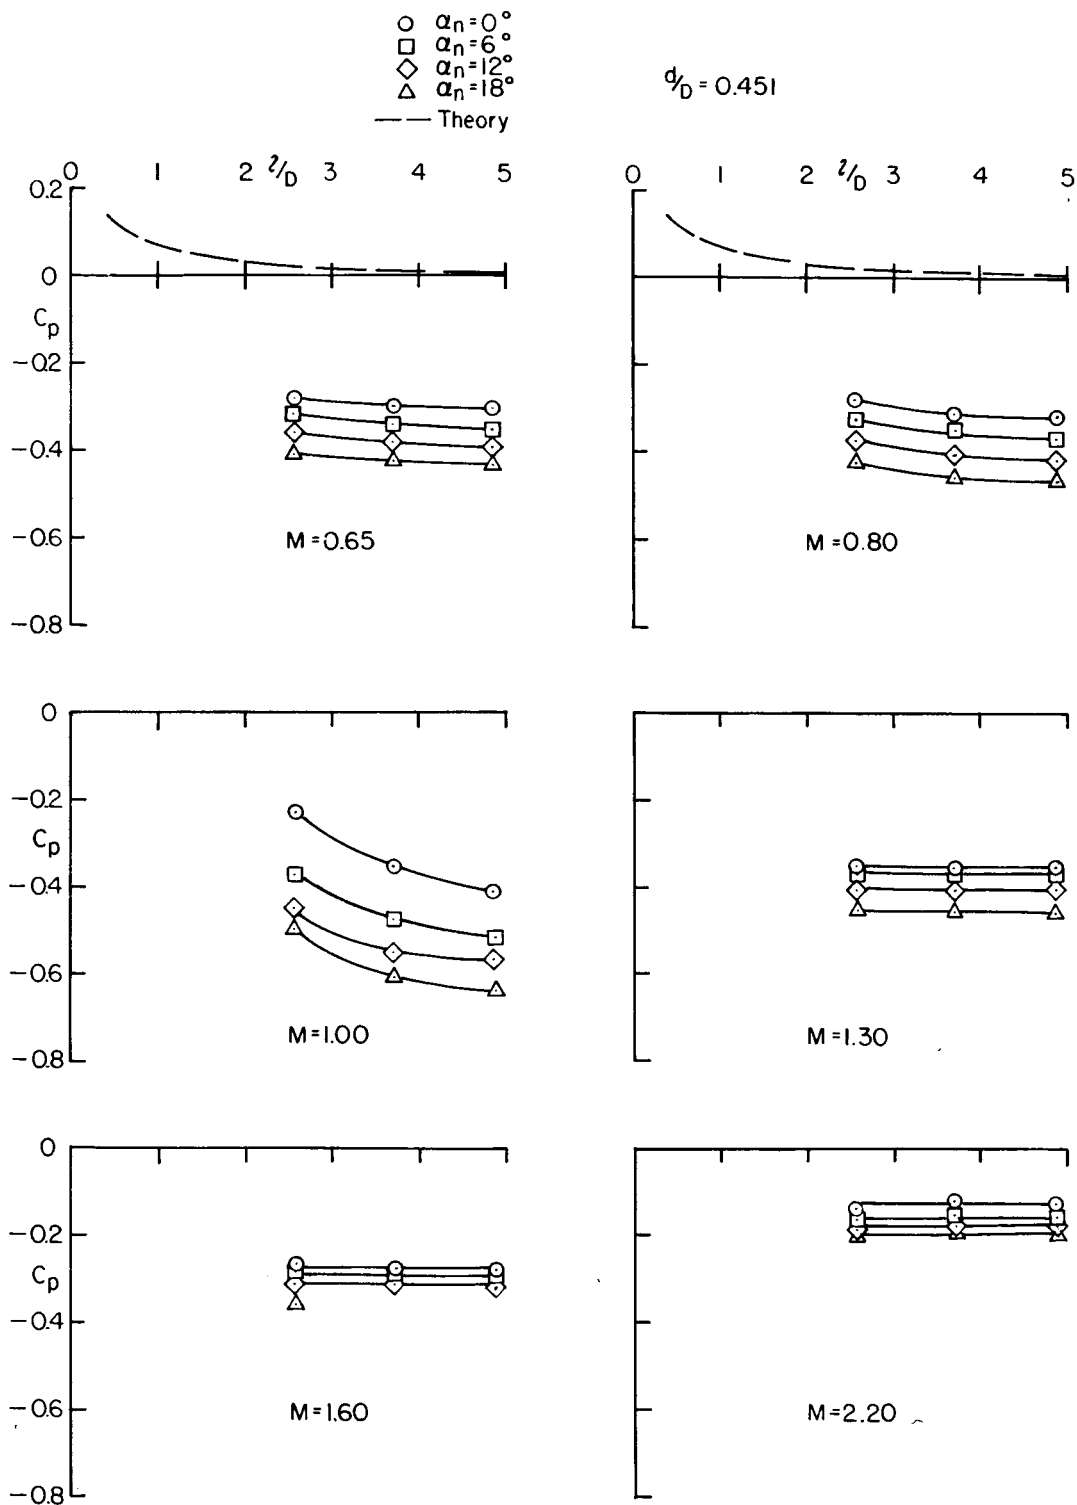 αn=0°
αn=6°
αn=12°
αn=18°
Theory
d/D = 0.451
0 1 2 l/D 3 4 5
0 1 2 l/D 3 4 5
0.2
0
Cp
−0.2
−0.4
−0.6
−0.8
M=0.65
M=0.80
0
−0.2
Cp
−0.4
−0.6
−0.8
M=1.00
M=1.30
0
−0.2
Cp
−0.4
−0.6
−0.8
M=1.60
M=2.20